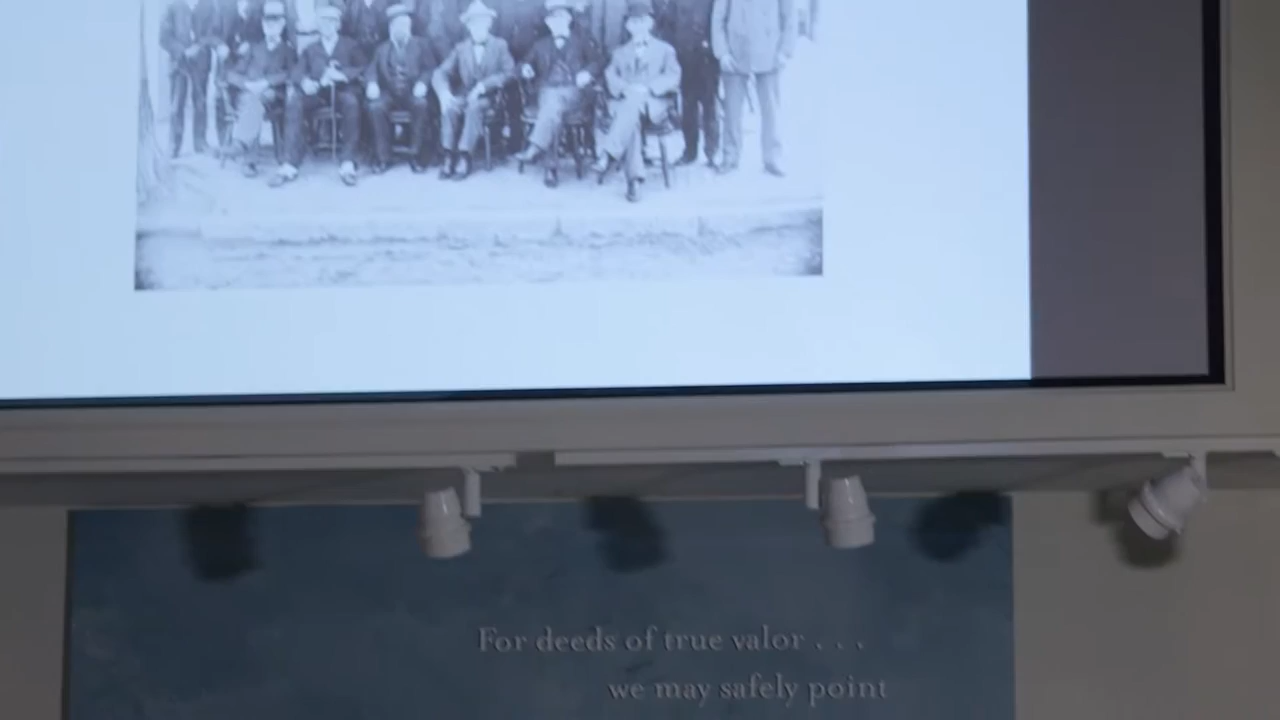 For deeds of true valor . . .
we may safely point